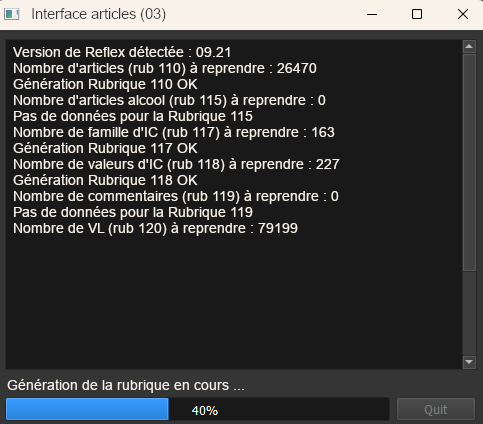 Interface articles (03)
Version de Reflex détectée : 09.21
Nombre d'articles (rub 110) à reprendre : 26470
Génération Rubrique 110 OK
Nombre d'articles alcool (rub 115) à reprendre : 0
Pas de données pour la Rubrique 115
Nombre de famille d'IC (rub 117) à reprendre : 163
Génération Rubrique 117 OK
Nombre de valeurs d'IC (rub 118) à reprendre : 227
Génération Rubrique 118 OK
Nombre de commentaires (rub 119) à reprendre : 0
Pas de données pour la Rubrique 119
Nombre de VL (rub 120) à reprendre : 79199
Génération de la rubrique en cours ...
40%
Quit